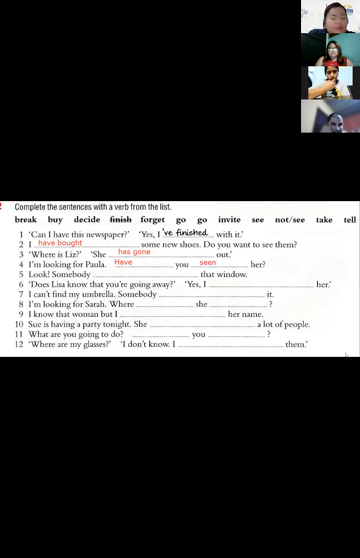 2 Complete the sentences with a verb from the list.
break buy decide finish forget go go invite see not/see take tell
1 'Can I have this newspaper?' 'Yes, I 've finished with it.'
2 I have bought some new shoes. Do you want to see them?
3 'Where is Liz?' 'She has gone out.'
4 I'm looking for Paula. Have you seen her?
5 Look! Somebody ........ that window.
6 'Does Lisa know that you're going away?' 'Yes, I ........ her.'
7 I can't find my umbrella. Somebody ........ it.
8 I'm looking for Sarah. Where ........ she ........ ?
9 I know that woman but I ........ her name.
10 Sue is having a party tonight. She ........ a lot of people.
11 What are you going to do? ........ you ........ ?
12 'Where are my glasses?' 'I don't know. I ........ them.'